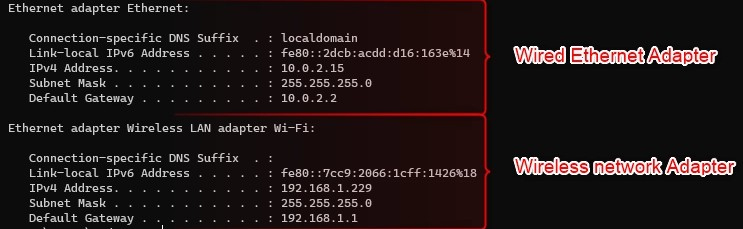 Ethernet adapter Ethernet:
Connection-specific DNS Suffix  . : localdomain
Link-local IPv6 Address . . . . . : fe80::2dcb:acdd:d16:163e%14
IPv4 Address. . . . . . . . . . . : 10.0.2.15
Subnet Mask . . . . . . . . . . . : 255.255.255.0
Default Gateway . . . . . . . . . : 10.0.2.2
Wired Ethernet Adapter
Ethernet adapter Wireless LAN adapter Wi-Fi:
Connection-specific DNS Suffix  . :
Link-local IPv6 Address . . . . . : fe80::7cc9:2066:1cff:1426%18
IPv4 Address. . . . . . . . . . . : 192.168.1.229
Subnet Mask . . . . . . . . . . . : 255.255.255.0
Default Gateway . . . . . . . . . : 192.168.1.1
Wireless network Adapter